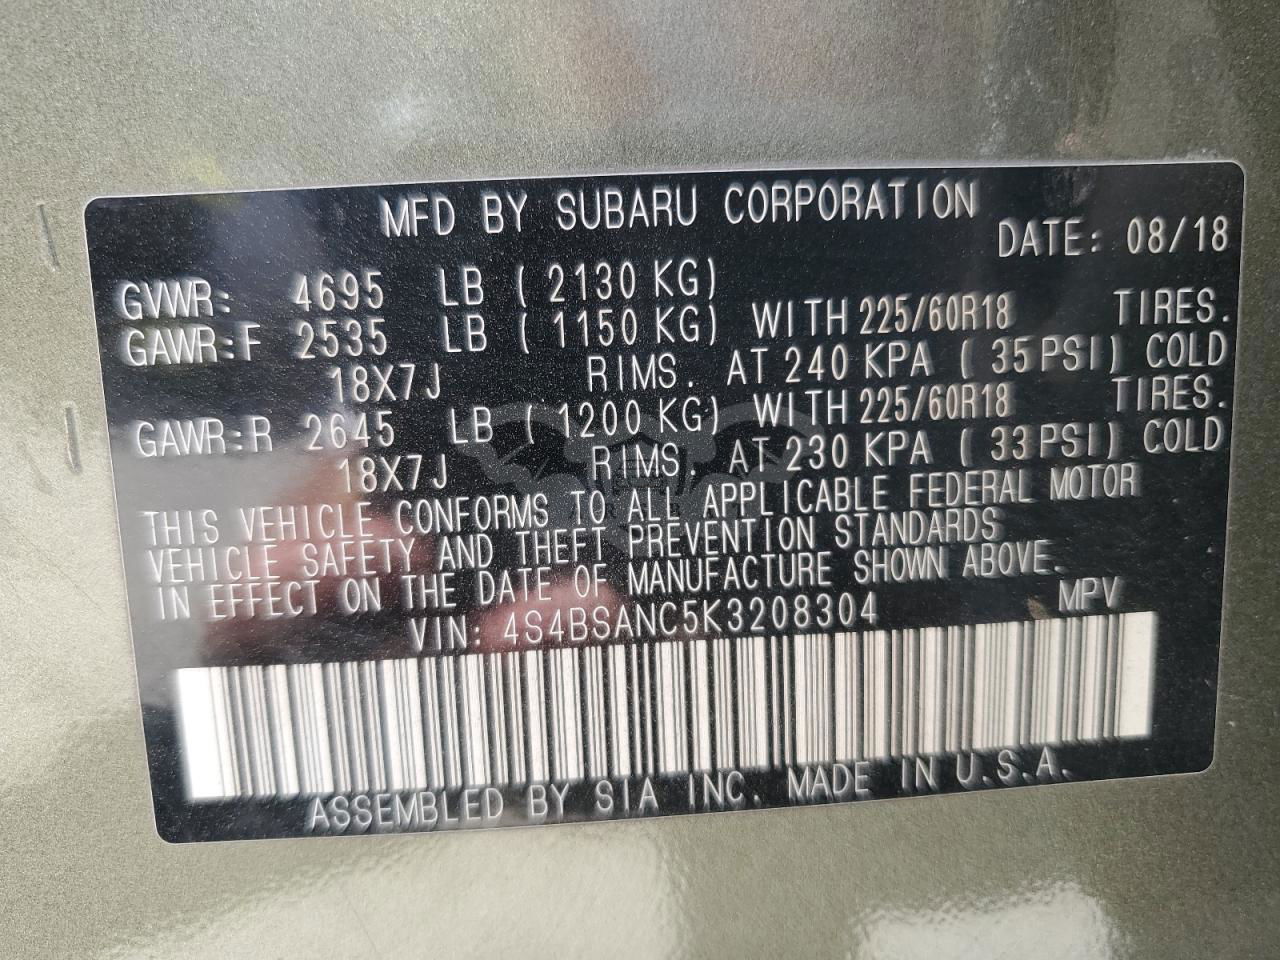 MFD BY SUBARU CORPORATION
DATE: 08/18
GVWR: 4695 LB (2130 KG)
GAWR:F 2535 LB (1150 KG) WITH 225/60R18 TIRES.
18X7J RIMS. AT 240 KPA (35PSI) COLD
GAWR:R 2645 LB (1200 KG) WITH 225/60R18 TIRES.
18X7J RIMS. AT 230 KPA (33PSI) COLD
THIS VEHICLE CONFORMS TO ALL APPLICABLE FEDERAL MOTOR
VEHICLE SAFETY AND THEFT PREVENTION STANDARDS
IN EFFECT ON THE DATE OF MANUFACTURE SHOWN ABOVE.
VIN: 4S4BSANC5K3208304 MPV
ASSEMBLED BY SIA INC. MADE IN U.S.A.